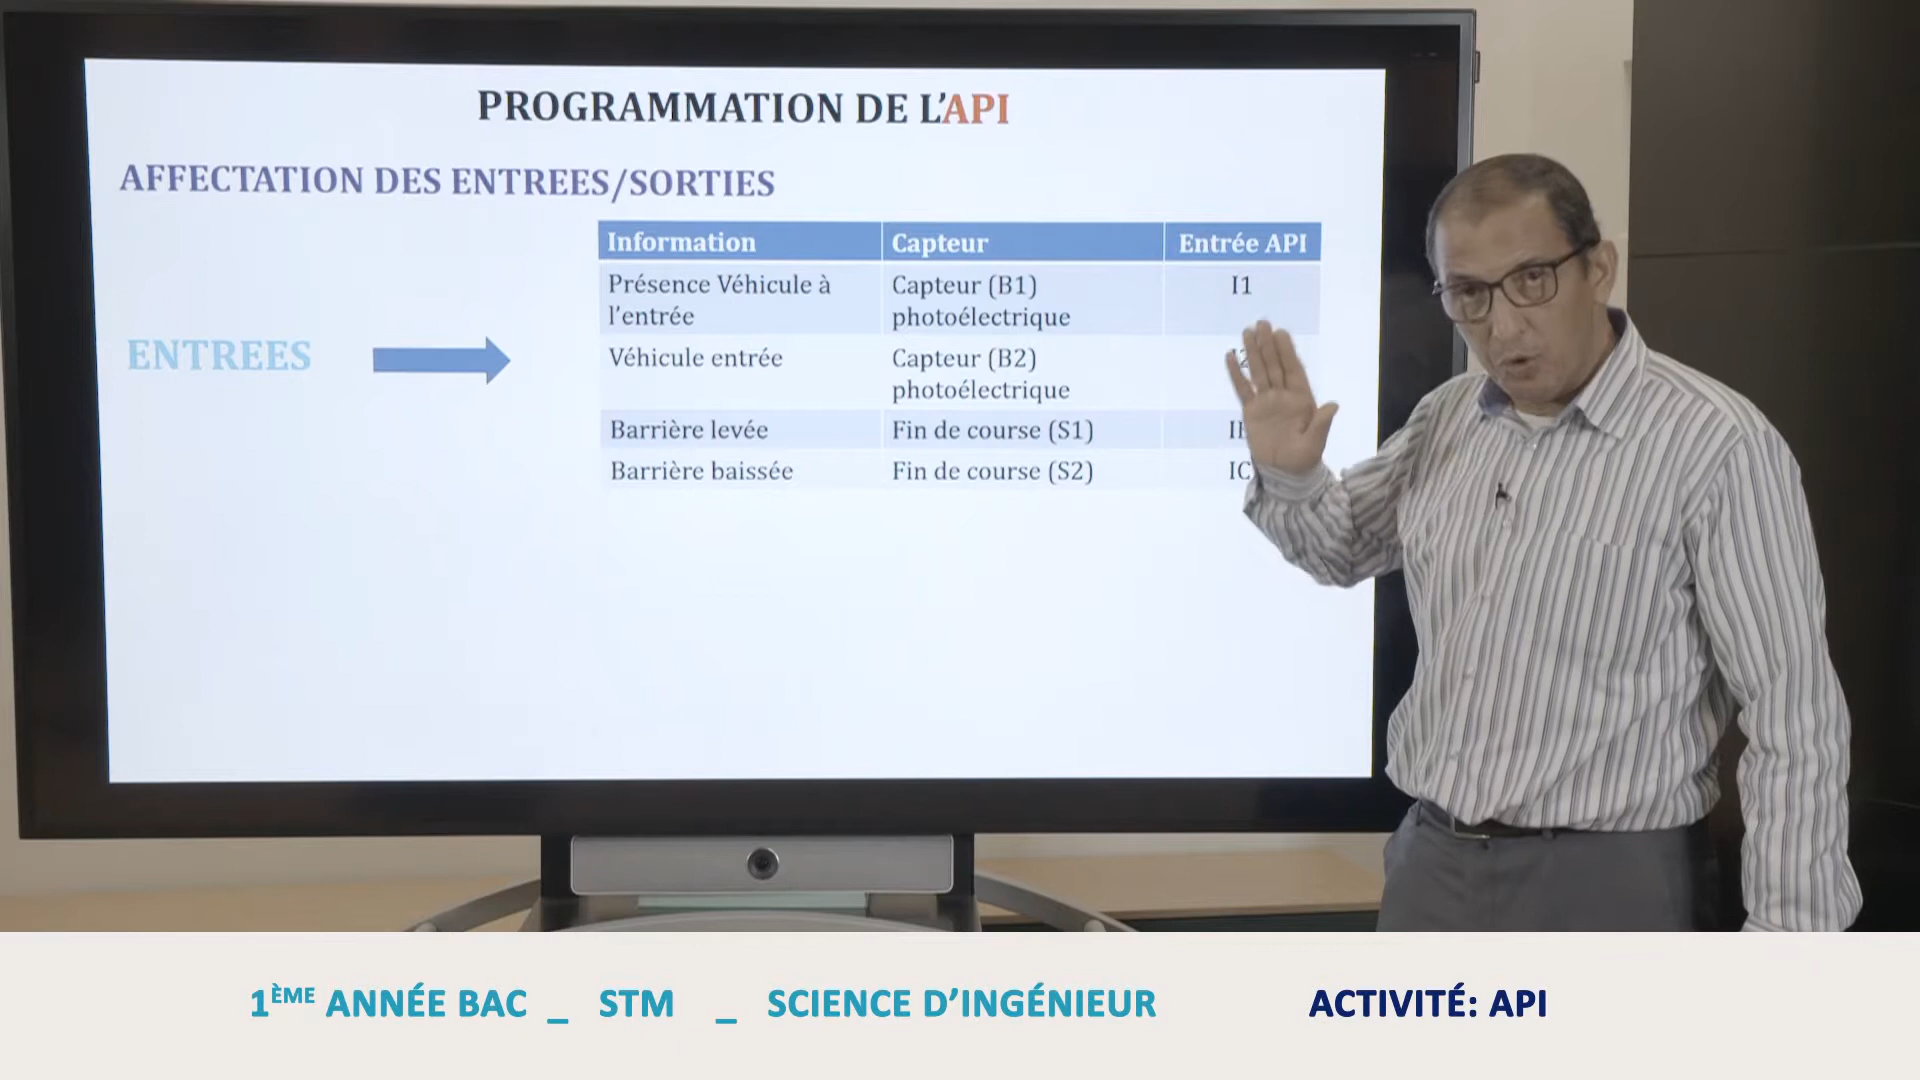 PROGRAMMATION DE L'API
AFFECTATION DES ENTREES/SORTIES
ENTREES
Information Capteur Entrée API
Présence Véhicule à l'entrée Capteur (B1) photoélectrique I1
Véhicule entrée Capteur (B2) photoélectrique
Barrière levée Fin de course (S1)
Barrière baissée Fin de course (S2) IC
1ÈME ANNÉE BAC _ STM _ SCIENCE D'INGÉNIEUR ACTIVITÉ: API